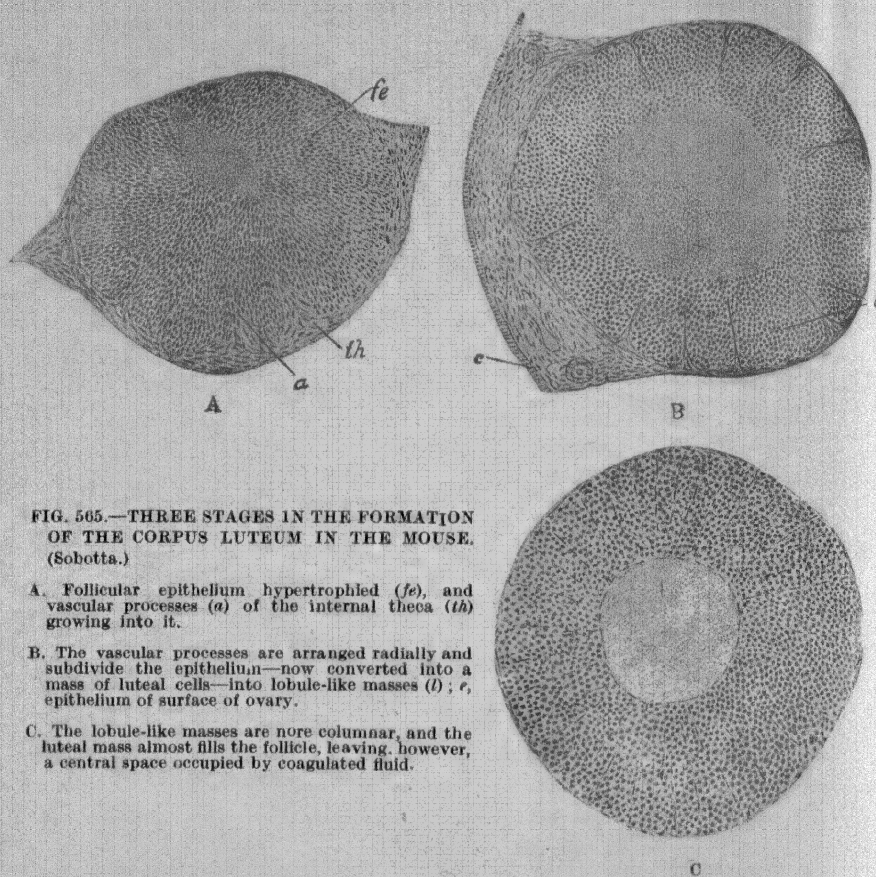 fe
th
a
A
e
B
FIG. 565.—THREE STAGES IN THE FORMATION
OF THE CORPUS LUTEUM IN THE MOUSE.
(Sobotta.)
A. Follicular epithelium hypertrophied (fe), and
vascular processes (a) of the internal theca (th)
growing into it.
B. The vascular processes are arranged radially and
subdivide the epithelium—now converted into a
mass of luteal cells—into lobule-like masses (l) ; e,
epithelium of surface of ovary.
C. The lobule-like masses are nore columnar, and the
luteal mass almost fills the follicle, leaving. however,
a central space occupied by coagulated fluid.
C